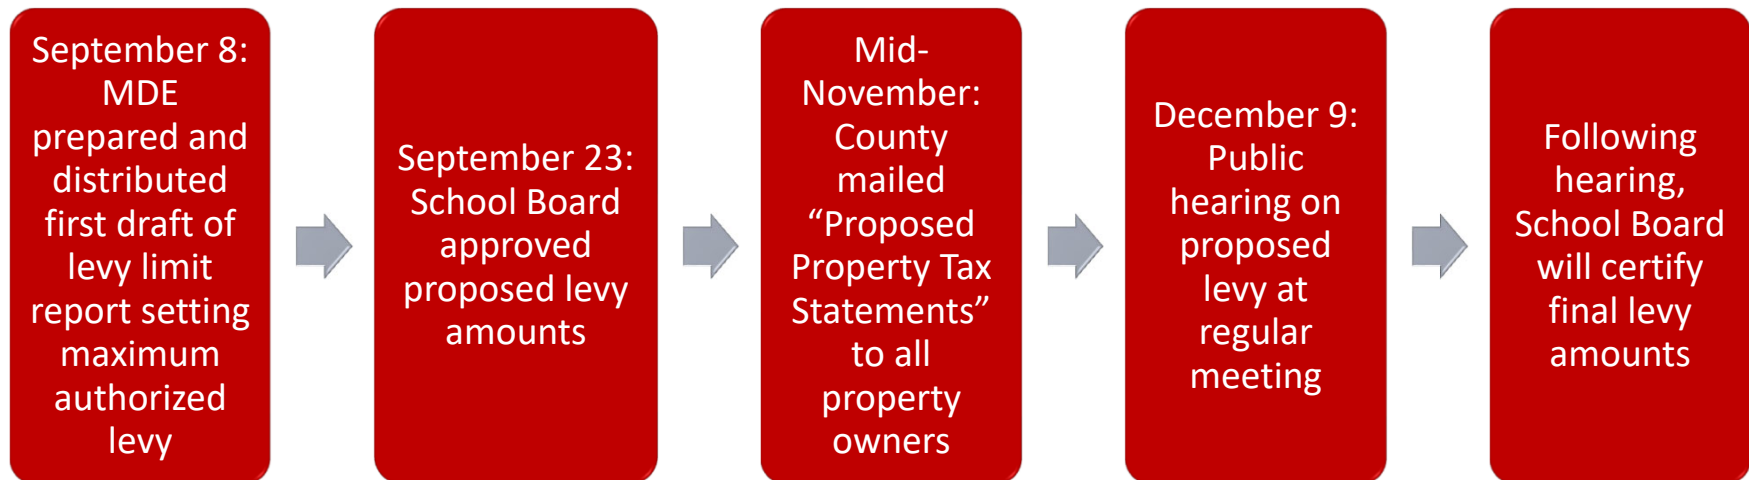 September 8:
MDE
prepared and
distributed
first draft of
levy limit
report setting
maximum
authorized
levy
September 23:
School Board
approved
proposed levy
amounts
Mid-
November:
County
mailed
“Proposed
Property Tax
Statements”
to all
property
owners
December 9:
Public
hearing on
proposed
levy at
regular
meeting
Following
hearing,
School Board
will certify
final levy
amounts